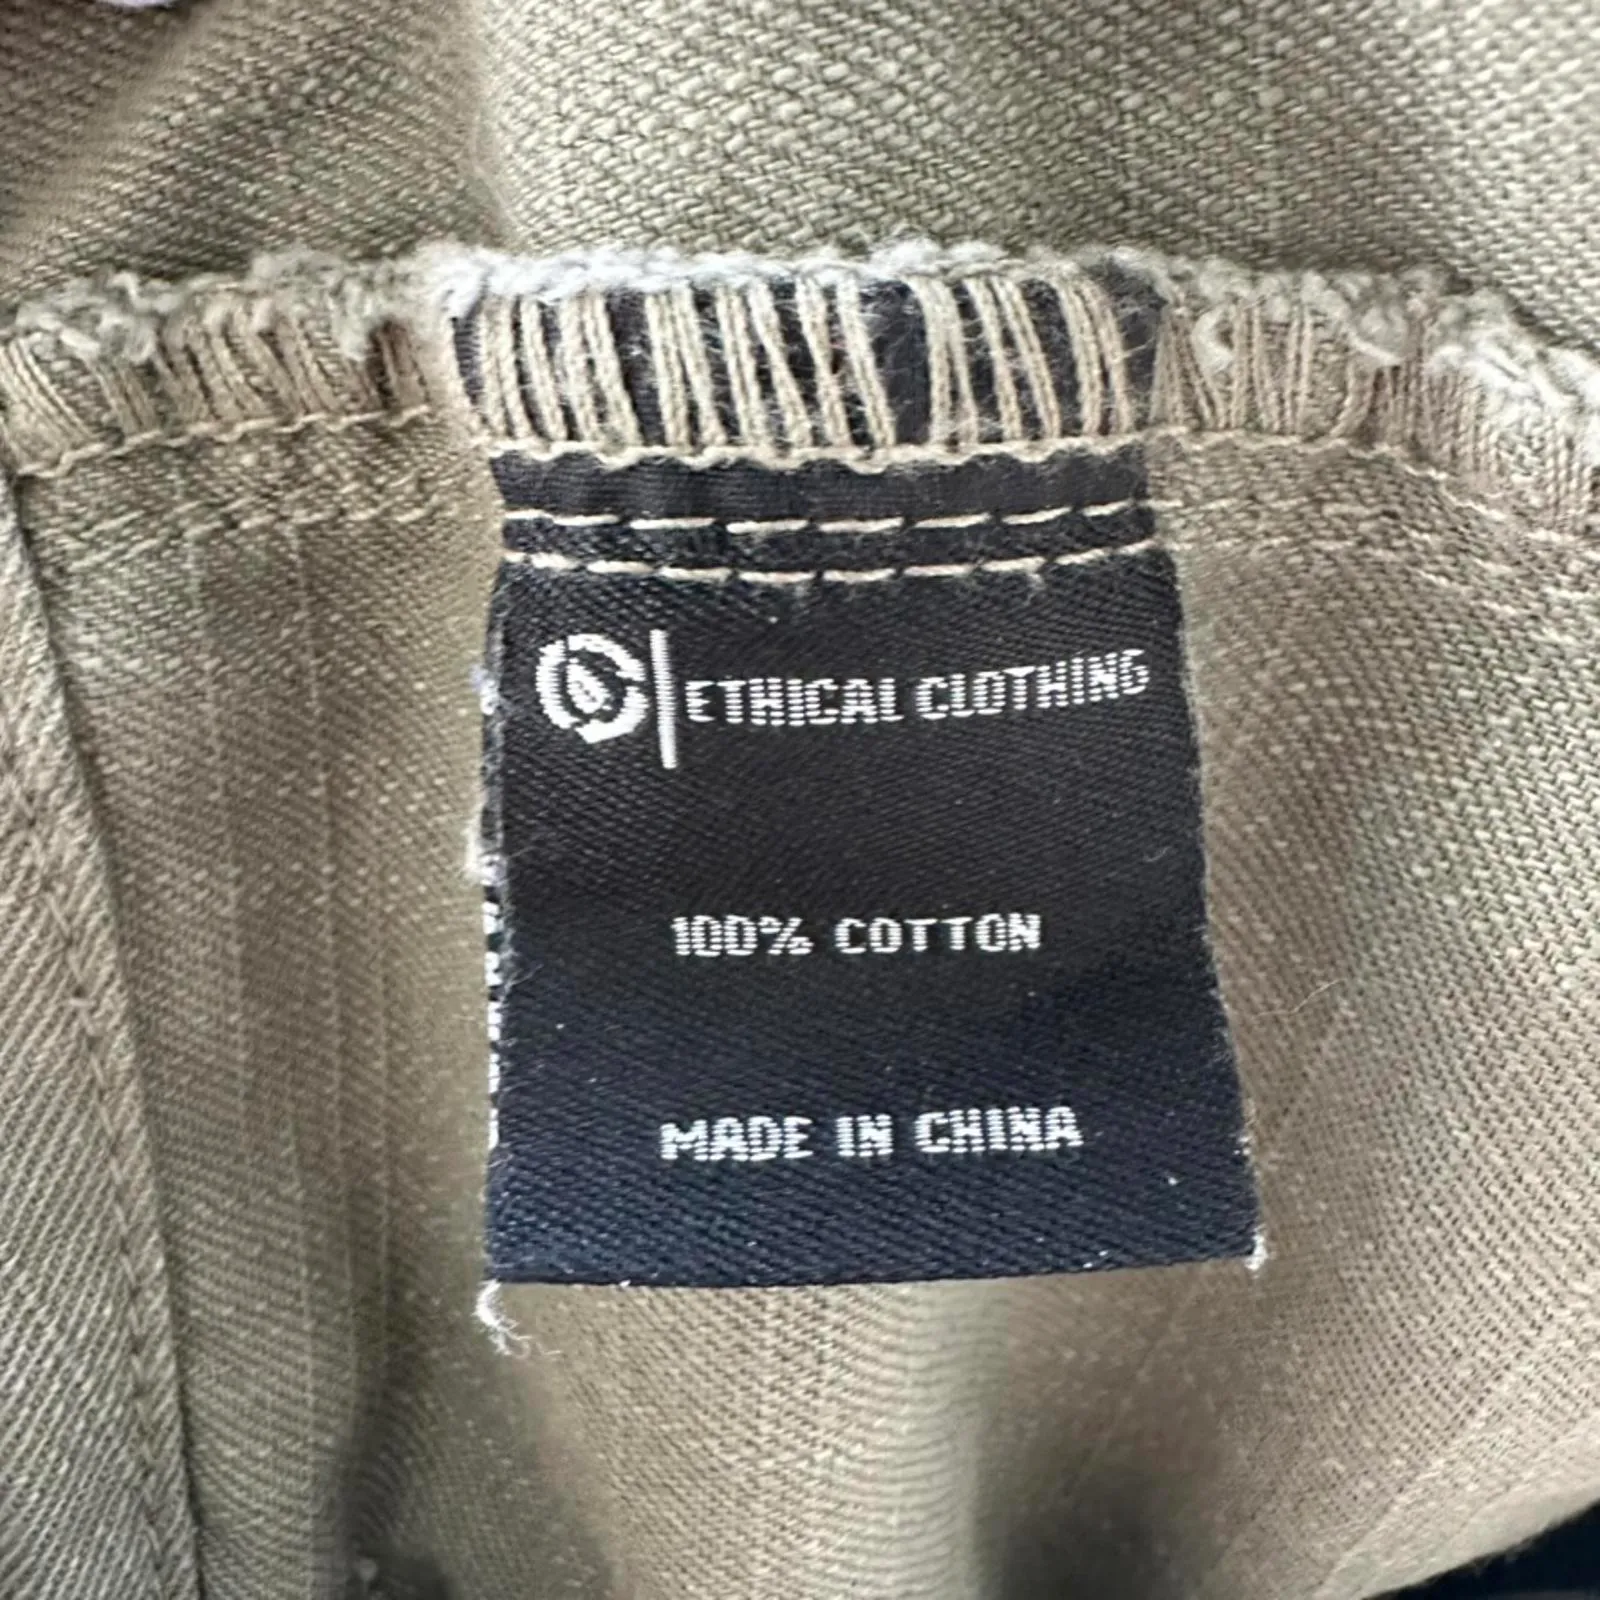 ETHICAL CLOTHING
100% COTTON
MADE IN CHINA